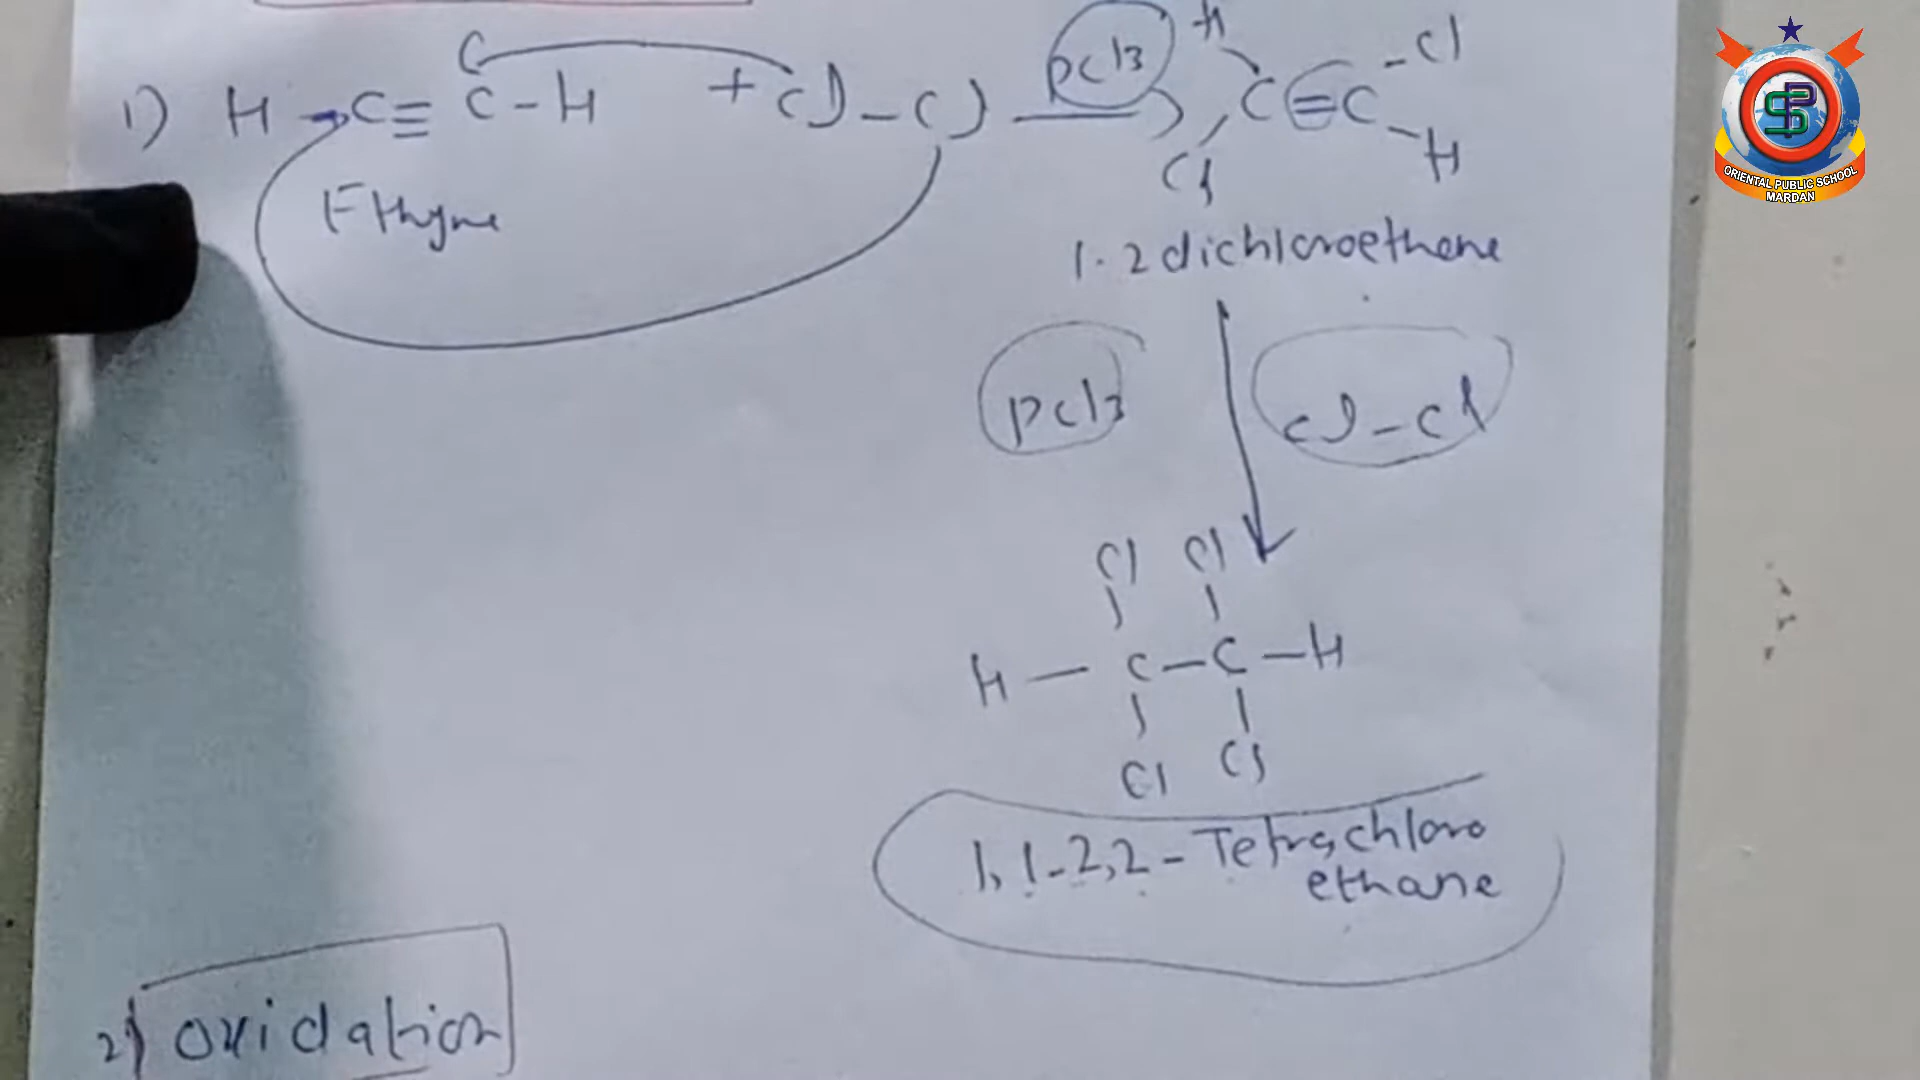 1) H - C ≡ C - H + Cl - Cl PCl3
H
C ≡ C
Cl
Cl
H
Ethyne
1.2 dichloroethene
PCl3
Cl - Cl
Cl Cl
H - C - C - H
Cl Cl
1,1-2,2-Tetrachloro
ethane
2) oxidation
SPS
ORIENTAL PUBLIC SCHOOL
MARDAN